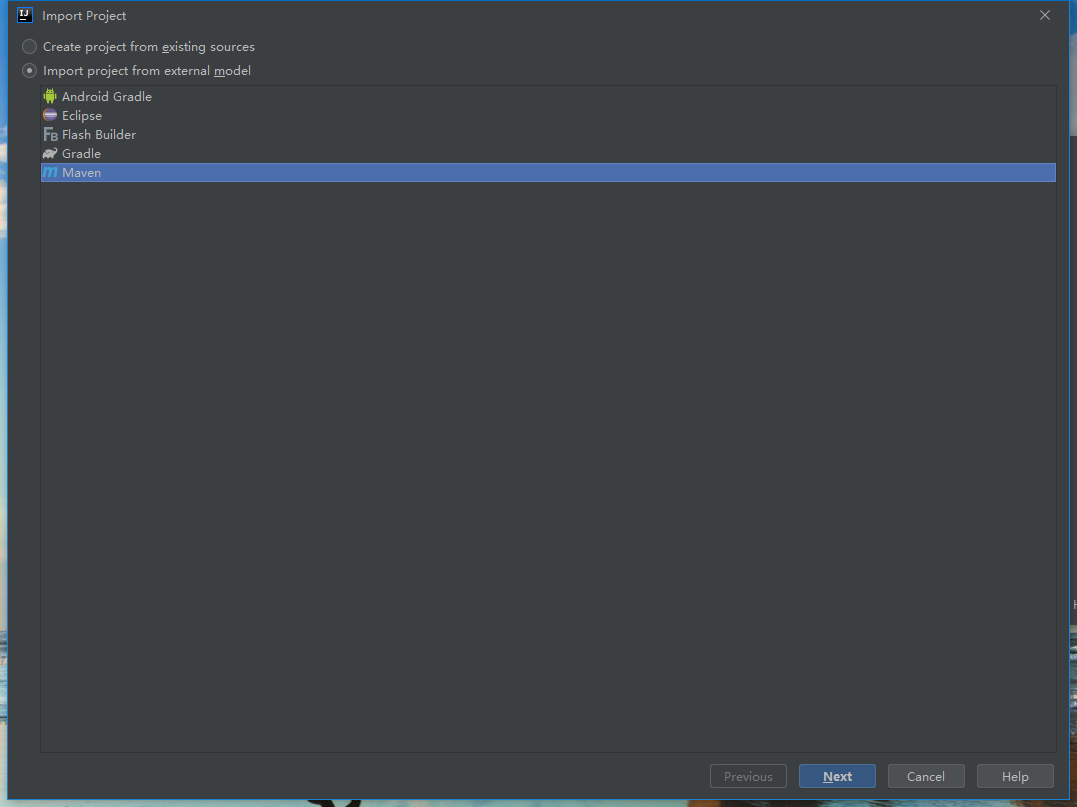 IJ
Import Project
Create project from existing sources
Import project from external model
Android Gradle
Eclipse
FB Flash Builder
Gradle
m Maven
Previous Next Cancel Help